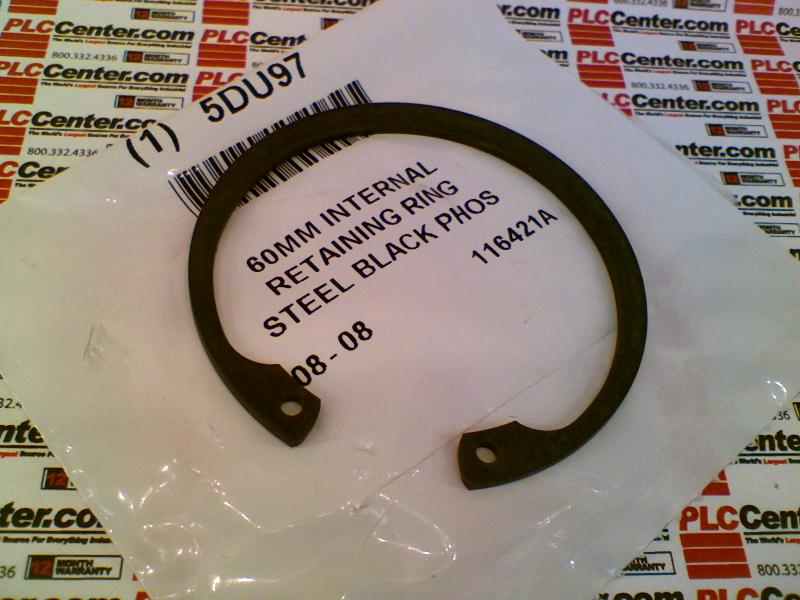 (1) 5DU97
60MM INTERNAL
RETAINING RING
STEEL BLACK PHOS
116421A
08 - 08
PLCCenter.com
The World's Largest Source For Everything Industrial
800.332.4336
12 MONTH WARRANTY